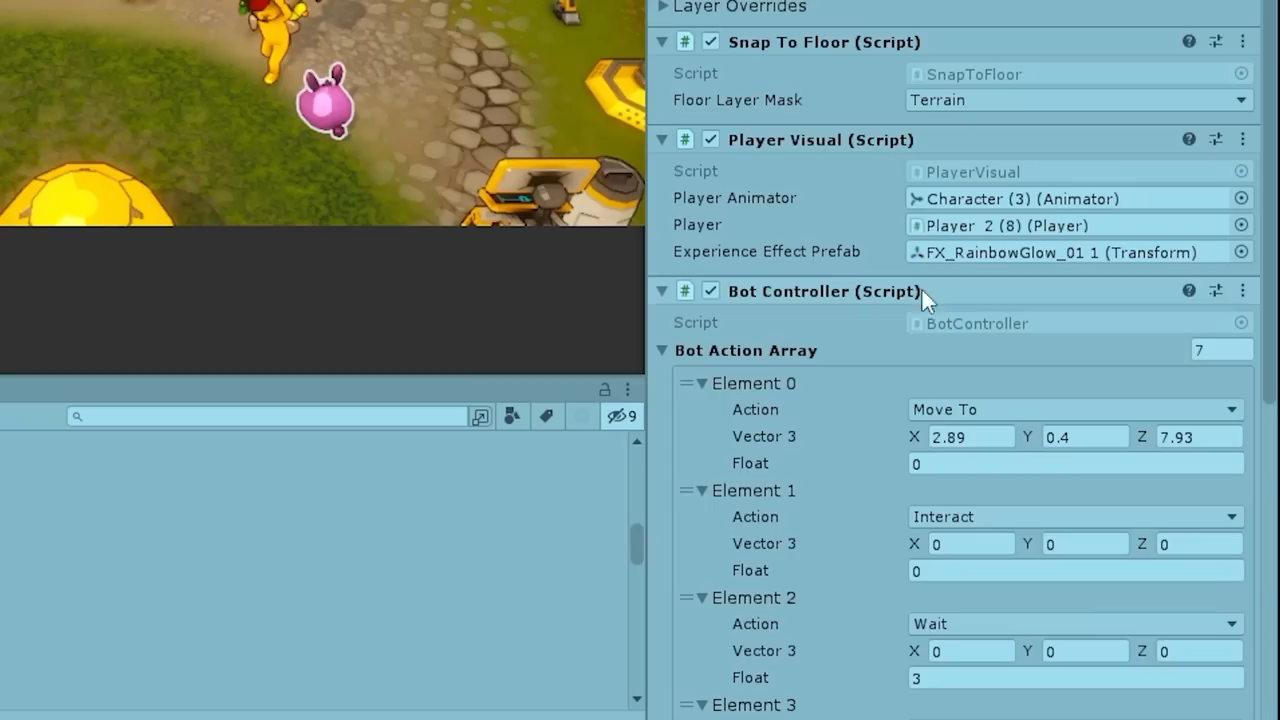 Layer Overrides
# Snap To Floor (Script)
Script SnapToFloor
Floor Layer Mask Terrain
# Player Visual (Script)
Script PlayerVisual
Player Animator Character (3) (Animator)
Player Player 2 (8) (Player)
Experience Effect Prefab FX_RainbowGlow_01 1 (Transform)
# Bot Controller (Script)
Script BotController
Bot Action Array 7
Element 0
Action Move To
9
Vector 3 X 2.89 Y 0.4 Z 7.93
Float 0
Element 1
Action Interact
Vector 3 X 0 Y 0 Z 0
Float 0
Element 2
Action Wait
Vector 3 X 0 Y 0 Z 0
Float 3
Element 3